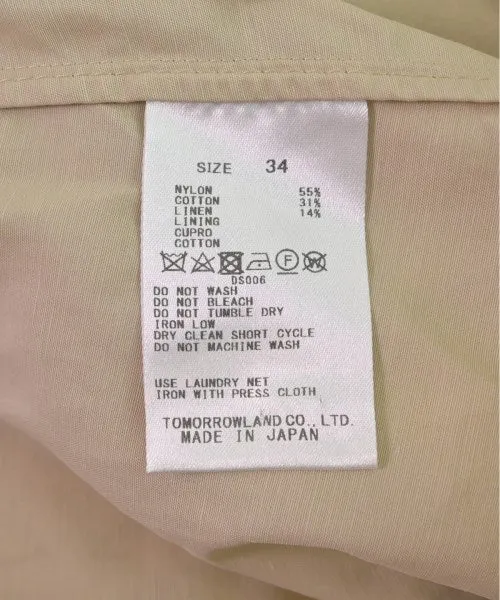 SIZE 34
NYLON 55%
COTTON 31%
LINEN 14%
LINING
CUPRO
COTTON
F W
DS006
DO NOT WASH
DO NOT BLEACH
DO NOT TUMBLE DRY
IRON LOW
DRY CLEAN SHORT CYCLE
DO NOT MACHINE WASH
USE LAUNDRY NET
IRON WITH PRESS CLOTH
TOMORROWLAND CO., LTD.
MADE IN JAPAN